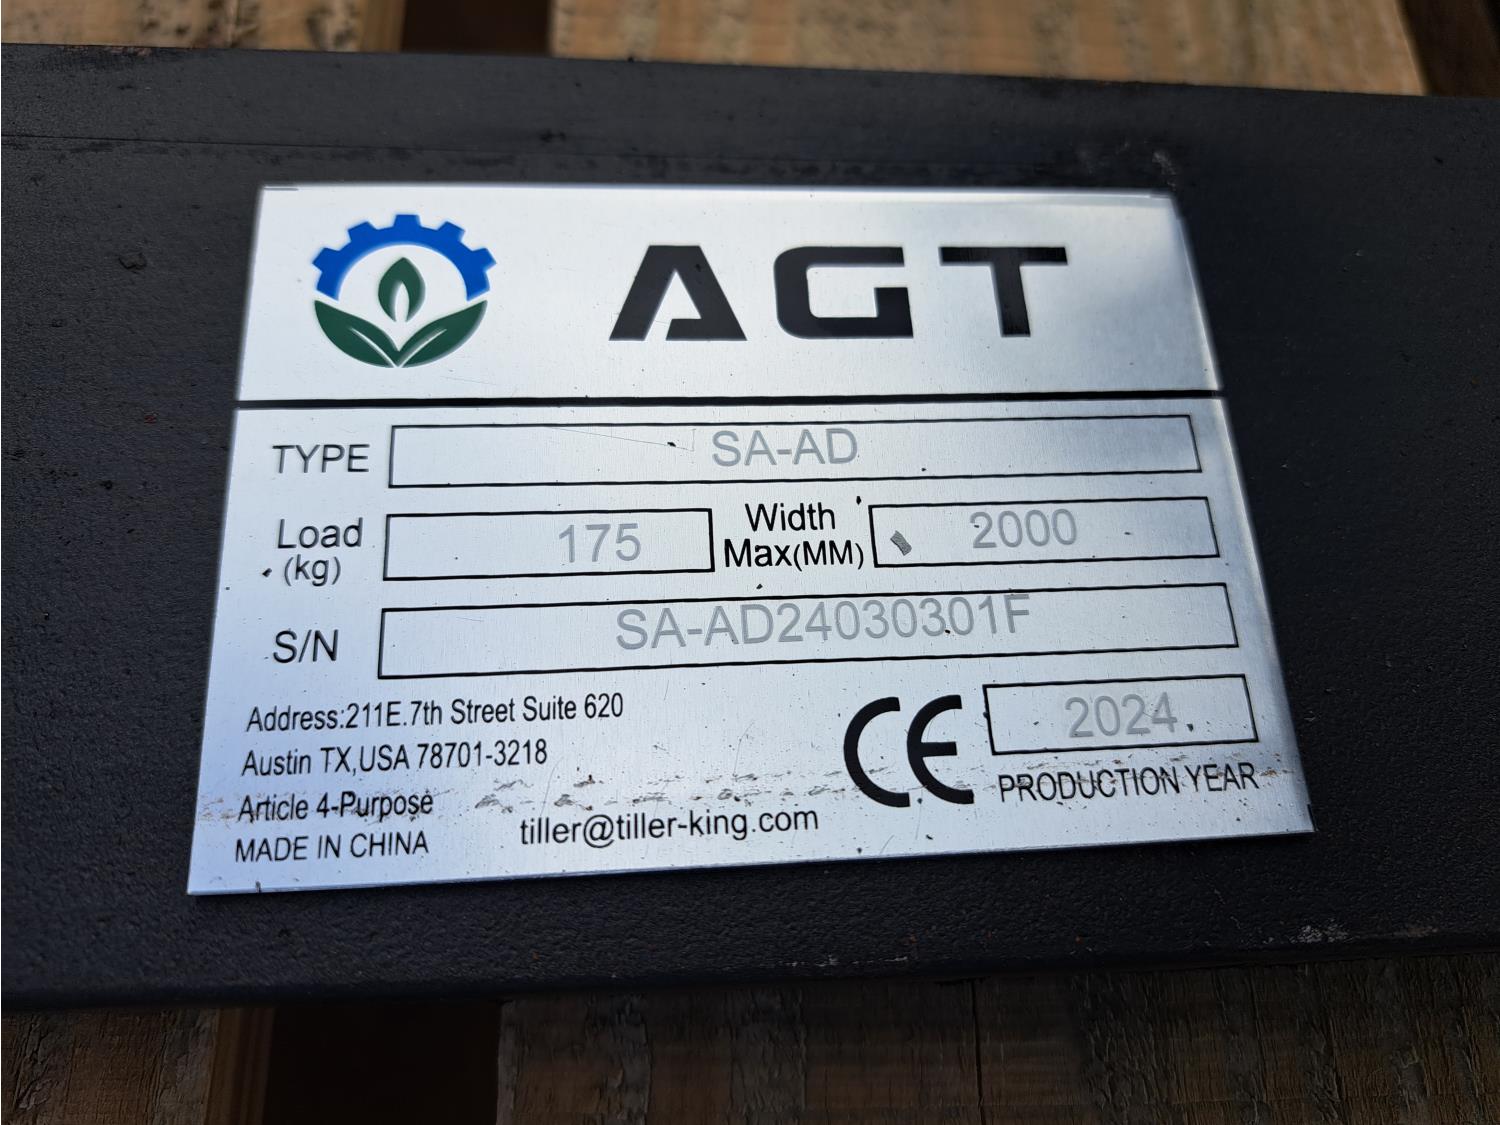 AGT
TYPE SA-AD
Load (kg) 175 Width Max(MM) 2000
S/N SA-AD24030301F
Address:211E.7th Street Suite 620
Austin TX,USA 78701-3218
Article 4-Purpose
MADE IN CHINA
tiller@tiller-king.com
CE
2024
PRODUCTION YEAR